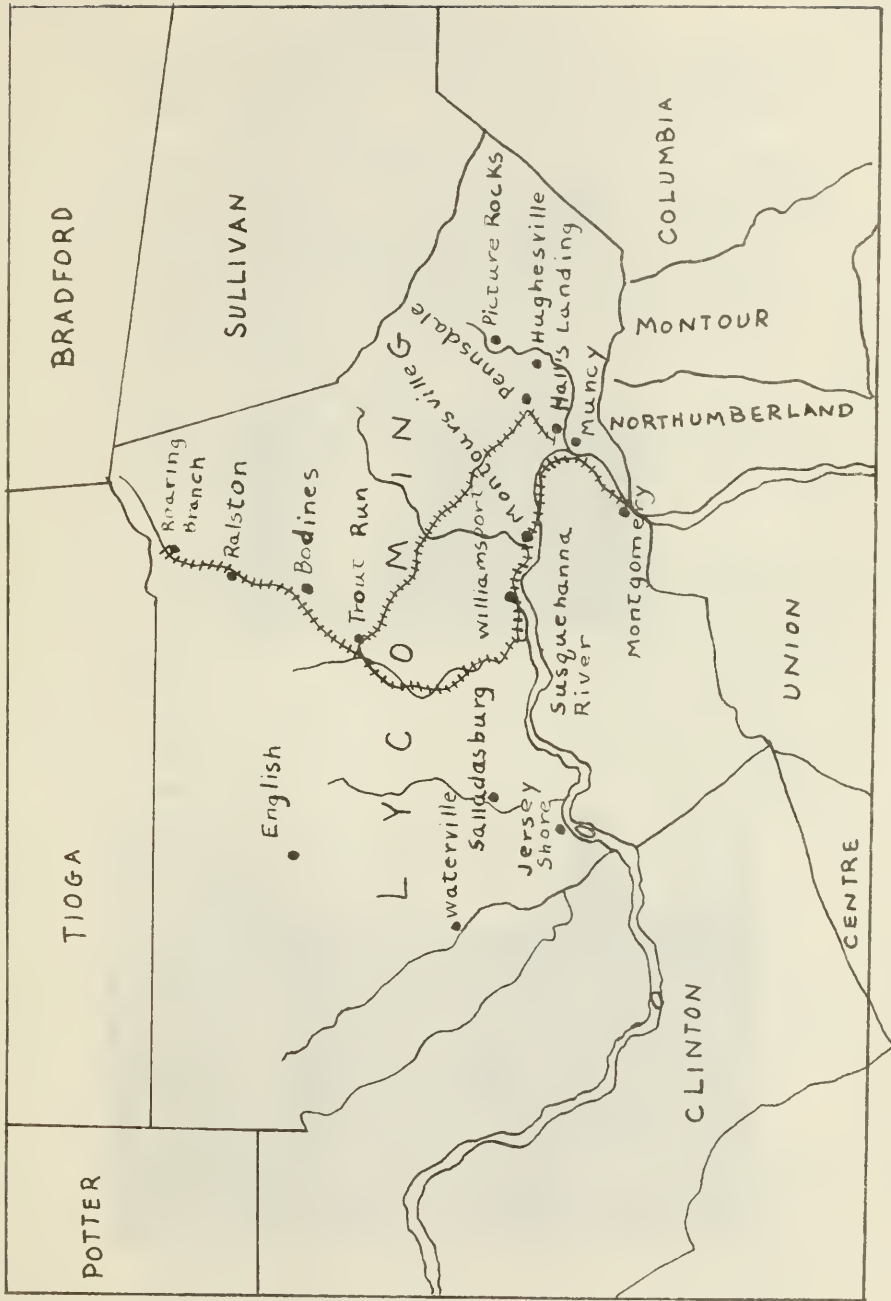 POTTER
TIOGA
BRADFORD
SULLIVAN
Roaring
Branch
Ralston
Bodines
Trout Run
English
LYCOMING
Waterville
Salladasburg
Jersey
Shore
Williamsport
Montoursville
Pennsdale
Picture Rocks
Hughesville
Hall's Landing
Muncy
Montgomery
Susquehanna
River
CLINTON
CENTRE
UNION
NORTHUMBERLAND
MONTOUR
COLUMBIA